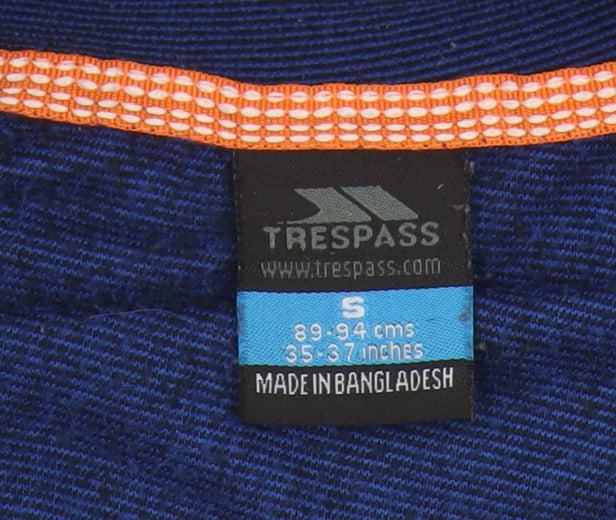 TRESPASS
www.trespass.com
S
89-94 cms
35-37 inches
MADE IN BANGLADESH